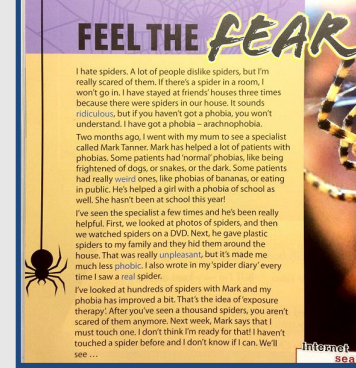 FEEL THE FEAR
I hate spiders. A lot of people dislike spiders, but I'm
really scared of them. If there's a spider in a room, I
won't go in. I have stayed at friends' houses three times
because there were spiders in our house. It sounds
ridiculous, but if you haven't got a phobia, you won't
understand. I have got a phobia – arachnophobia.
Two months ago, I went with my mum to see a specialist
called Mark Tanner. Mark has helped a lot of patients with
phobias. Some patients had 'normal' phobias, like being
frightened of dogs, or snakes, or the dark. Some patients
had really weird ones, like phobias of bananas, or eating
in public. He's helped a girl with a phobia of school as
well. She hasn't been at school this year!
I've seen the specialist a few times and he's been really
helpful. First, we looked at photos of spiders, and then
we watched spiders on a DVD. Next, he gave plastic
spiders to my family and they hid them around the
house. That was really unpleasant, but it's made me
much less phobic. I also wrote in my 'spider diary' every
time I saw a real spider.
I've looked at hundreds of spiders with Mark and my
phobia has improved a bit. That's the idea of 'exposure
therapy'. After you've seen a thousand spiders, you aren't
scared of them anymore. Next week, Mark says that I
must touch one. I don't think I'm ready for that! I haven't
touched a spider before and I don't know if I can. We'll
see ...
Internet
sea